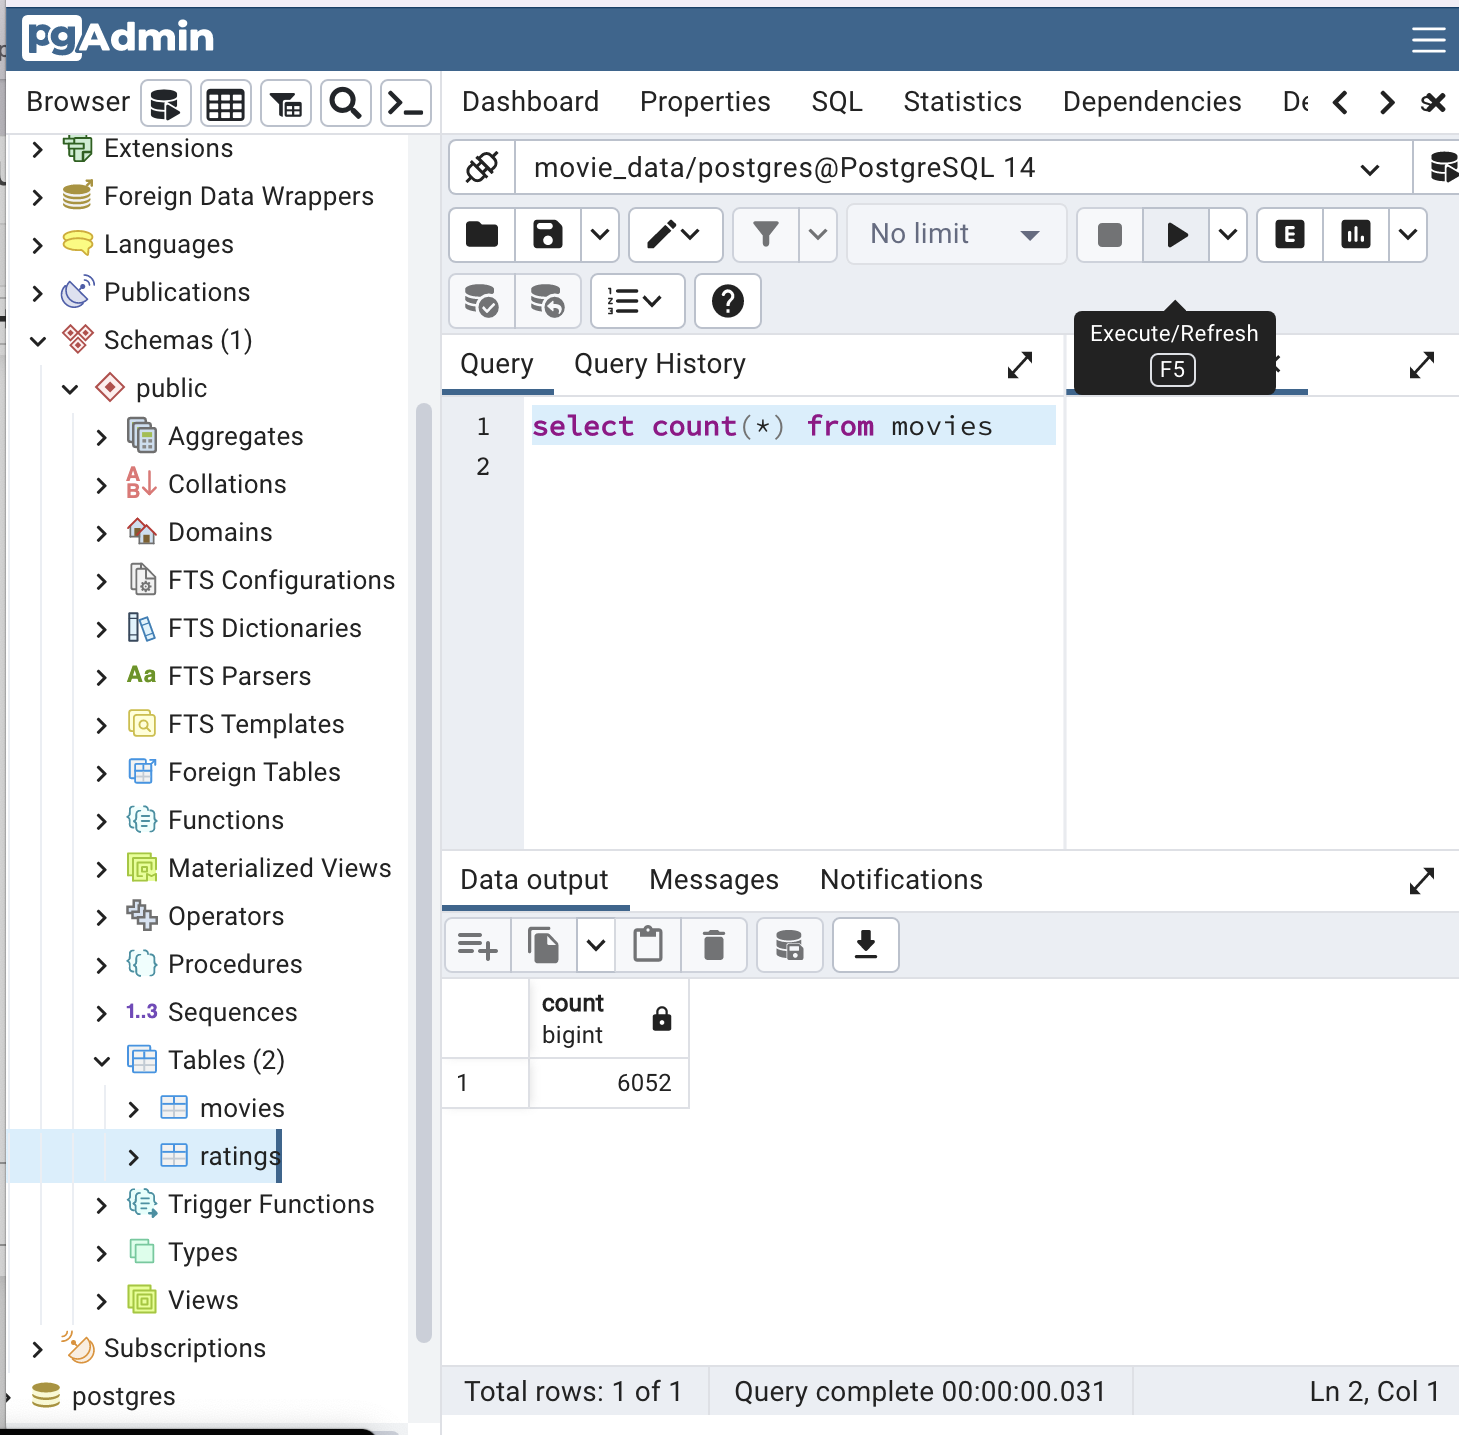 pgAdmin
Browser
Dashboard Properties SQL Statistics Dependencies De
Extensions
Foreign Data Wrappers
Languages
Publications
Schemas (1)
public
Aggregates
Collations
Domains
FTS Configurations
FTS Dictionaries
Aa FTS Parsers
FTS Templates
Foreign Tables
Functions
Materialized Views
Operators
Procedures
1..3 Sequences
Tables (2)
movies
ratings
Trigger Functions
Types
Views
Subscriptions
postgres
movie_data/postgres@PostgreSQL 14
No limit
E
Execute/Refresh
F5
Query Query History
1 select count(*) from movies
2
Data output Messages Notifications
count
bigint
1 6052
Total rows: 1 of 1 Query complete 00:00:00.031 Ln 2, Col 1